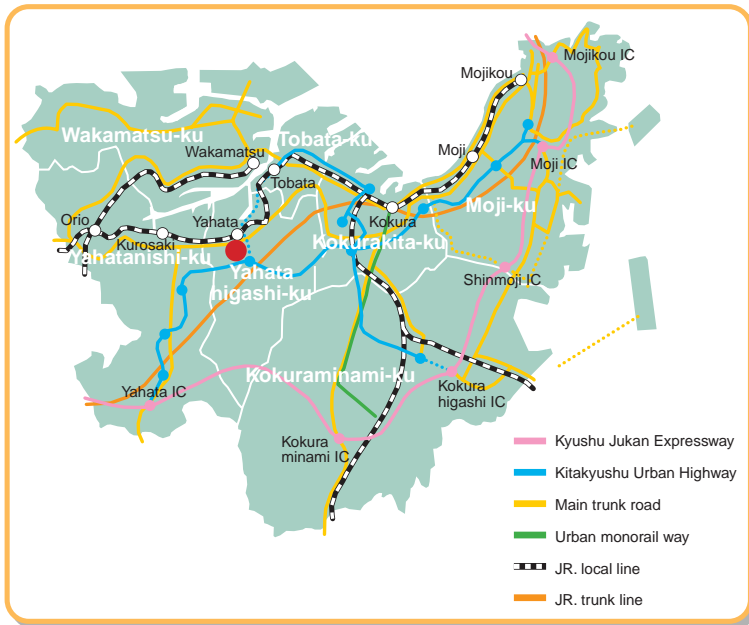 Mojikou IC
Mojikou
Wakamatsu-ku
Tobata-ku
Wakamatsu
Moji
Moji IC
Tobata
Moji-ku
Orio
Yahata
Kokura
Kurosaki
Kokurakita-ku
Yahatanishi-ku
Yahata
higashi-ku
Shinmoji IC
Kokuraminami-ku
Yahata IC
Kokura
higashi IC
Kokura
minami IC
Kyushu Jukan Expressway
Kitakyushu Urban Highway
Main trunk road
Urban monorail way
JR. local line
JR. trunk line